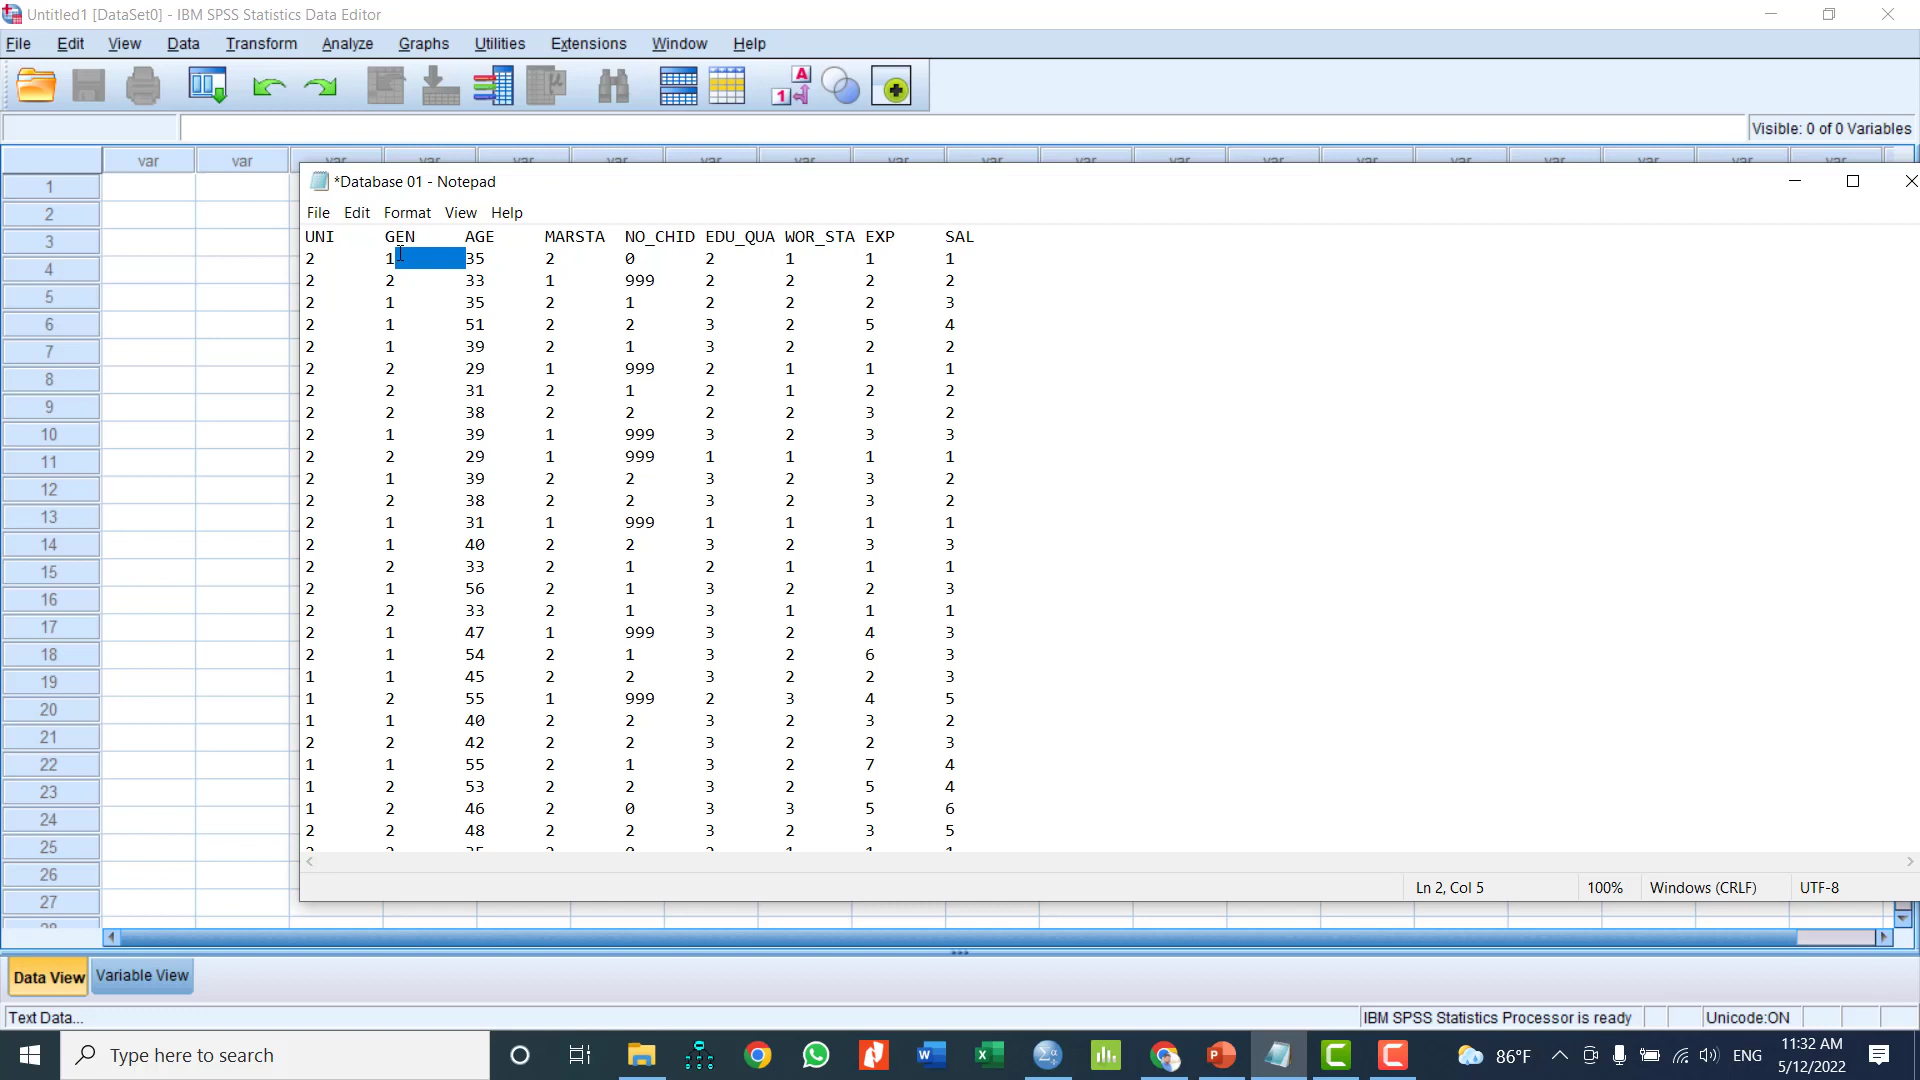 Untitled1 [DataSet0] - IBM SPSS Statistics Data Editor
File Edit View Data Transform Analyze Graphs Utilities Extensions Window Help
Visible: 0 of 0 Variables
var var var var var var var var var var var var var var var var var var var
*Database 01 - Notepad
File Edit Format View Help
UNI GEN AGE MARSTA NO_CHID EDU_QUA WOR_STA EXP SAL
2 1 35 2 0 2 1 1 1
2 2 33 1 999 2 2 2 2
2 1 35 2 1 2 2 2 3
2 1 51 2 2 3 2 5 4
2 1 39 2 1 3 2 2 2
2 2 29 1 999 2 1 1 1
2 2 31 2 1 2 1 2 2
2 2 38 2 2 2 2 3 2
2 1 39 1 999 3 2 3 3
2 2 29 1 999 1 1 1 1
2 1 39 2 2 3 2 3 2
2 2 38 2 2 3 2 3 2
2 1 31 1 999 1 1 1 1
2 1 40 2 2 3 2 3 3
2 2 33 2 1 2 1 1 1
2 1 56 2 1 3 2 2 3
2 2 33 2 1 3 1 1 1
2 1 47 1 999 3 2 4 3
2 1 54 2 1 3 2 6 3
1 1 45 2 2 3 2 2 3
1 2 55 1 999 2 3 4 5
1 1 40 2 2 3 2 3 2
2 2 42 2 2 3 2 2 3
1 1 55 2 1 3 2 7 4
1 2 53 2 2 3 2 5 4
1 2 46 2 0 3 3 5 6
2 2 48 2 2 3 2 3 5
Ln 2, Col 5 100% Windows (CRLF) UTF-8
1
2
3
4
5
6
7
8
9
10
11
12
13
14
15
16
17
18
19
20
21
22
23
24
25
26
27
28
Data View Variable View
Text Data... IBM SPSS Statistics Processor is ready Unicode:ON
Type here to search
86°F ENG 11:32 AM
5/12/2022